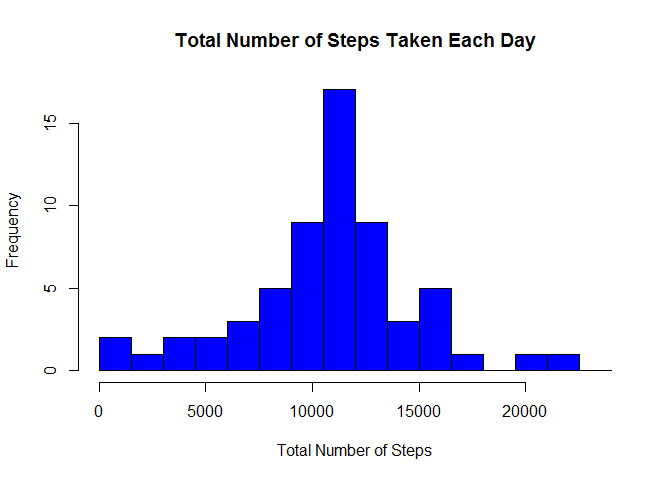 Total Number of Steps Taken Each Day
Frequency
15
10
5
0
0 5000 10000 15000 20000
Total Number of Steps